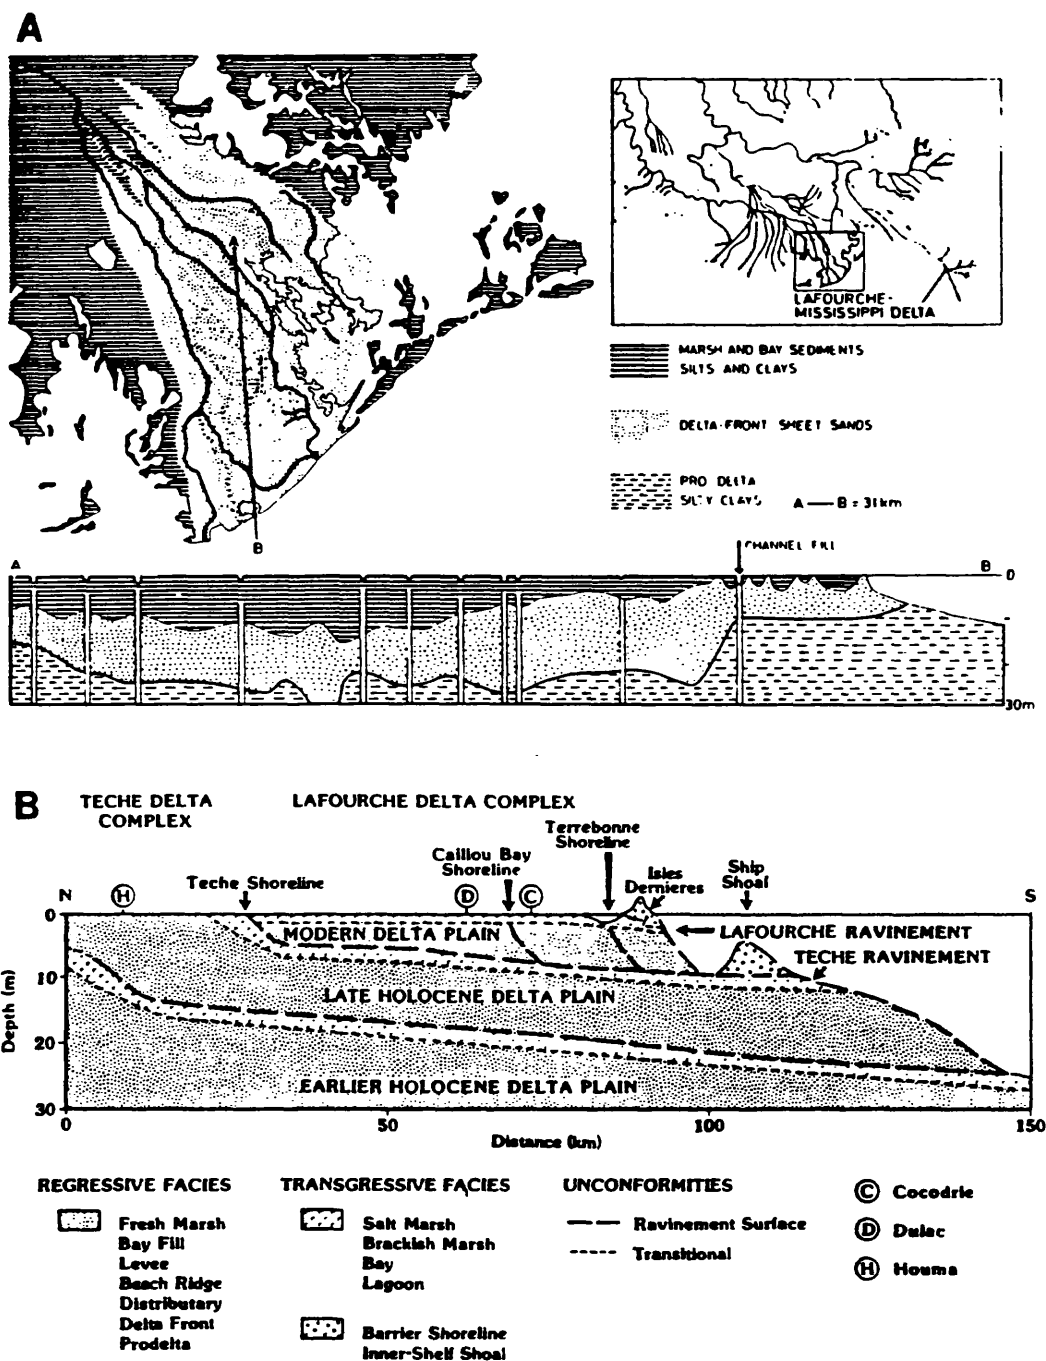 A
LAFOURCHE-
MISSISSIPPI DELTA
MARSH AND BAY SEDIMENTS
SILTS AND CLAYS
DELTA-FRONT SHEET SANDS
PRO DELTA
SILTY CLAYS
A — B = 31km
B
CHANNEL FILL
A
B
0
30m
B
TECHE DELTA
COMPLEX
LAFOURCHE DELTA COMPLEX
Terrebonne
Shoreline
Caillou Bay
Shoreline
Isles
Dernieres
Ship
Shoal
N
H
Teche Shoreline
D
C
S
0
MODERN DELTA PLAIN
LAFOURCHE RAVINEMENT
TECHE RAVINEMENT
10
LATE HOLOCENE DELTA PLAIN
Depth (m)
20
EARLIER HOLOCENE DELTA PLAIN
30
0
50
100
150
Distance (km)
REGRESSIVE FACIES
Fresh Marsh
Bay Fill
Levee
Beach Ridge
Distributary
Delta Front
Prodelta
TRANSGRESSIVE FACIES
Salt Marsh
Brackish Marsh
Bay
Lagoon
Barrier Shoreline
Inner-Shelf Shoal
UNCONFORMITIES
Ravinement Surface
Transitional
C Cocodrie
D Dulac
H Houma